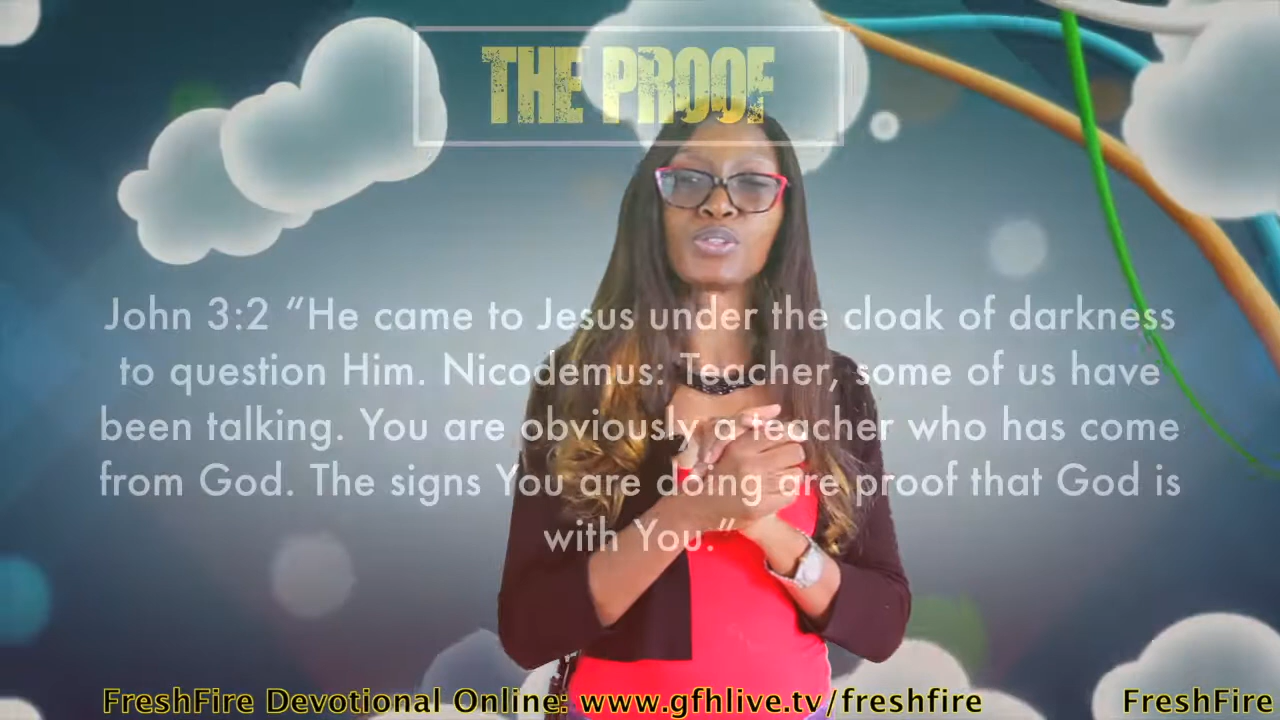 THE PROOF
John 3:2 “He came to Jesus under the cloak of darkness
to question Him. Nicodemus: Teacher, some of us have
been talking. You are obviously a teacher who has come
from God. The signs You are doing are proof that God is
with You.”
FreshFire Devotional Online: www.gfhlive.tv/freshfire FreshFire